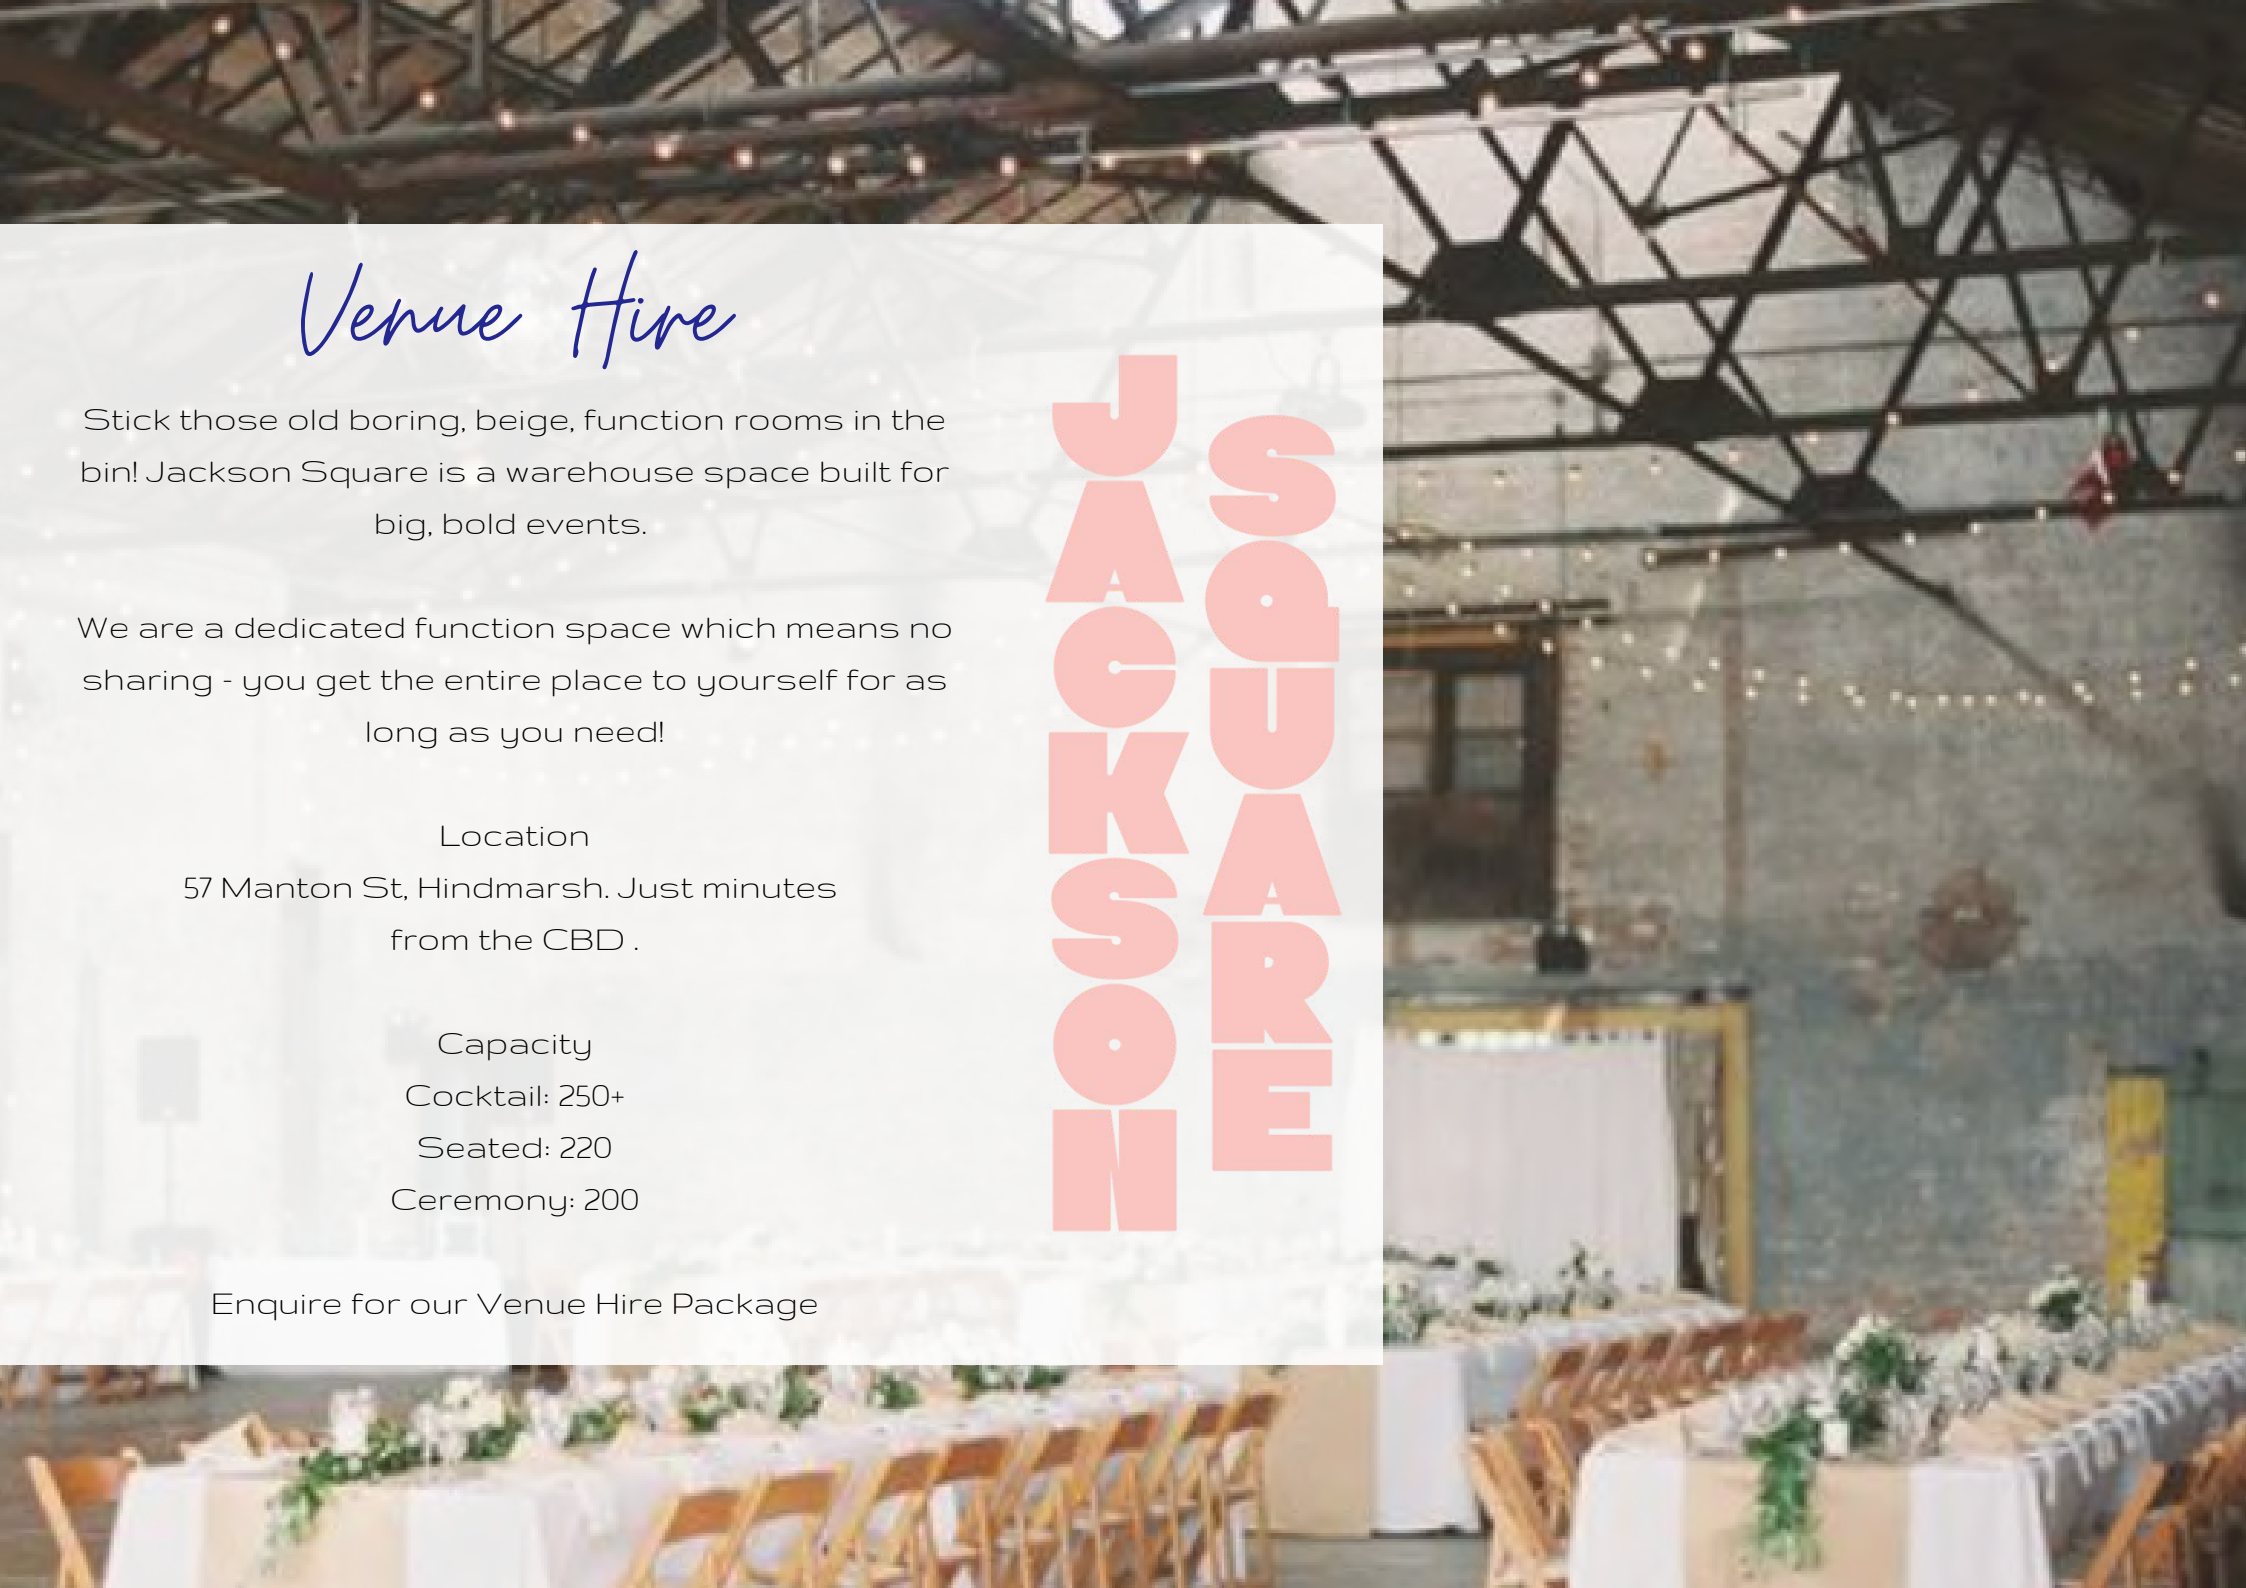 Venue Hire
Stick those old boring, beige, function rooms in the
bin! Jackson Square is a warehouse space built for
big, bold events.
We are a dedicated function space which means no
sharing - you get the entire place to yourself for as
long as you need!
Location
57 Manton St, Hindmarsh. Just minutes
from the CBD .
Capacity
Cocktail: 250+
Seated: 220
Ceremony: 200
Enquire for our Venue Hire Package
JACKSON
SQUARE